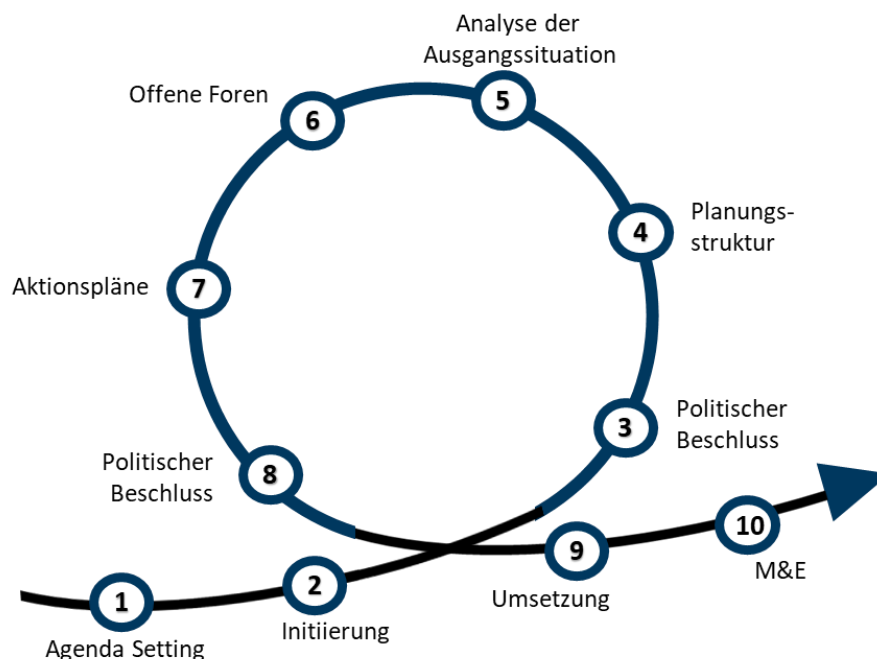 1
Agenda Setting
2
Initiierung
3
Politischer
Beschluss
4
Planungs-
struktur
5
Analyse der
Ausgangssituation
6
Offene Foren
7
Aktionspläne
8
Politischer
Beschluss
9
Umsetzung
10
M&E